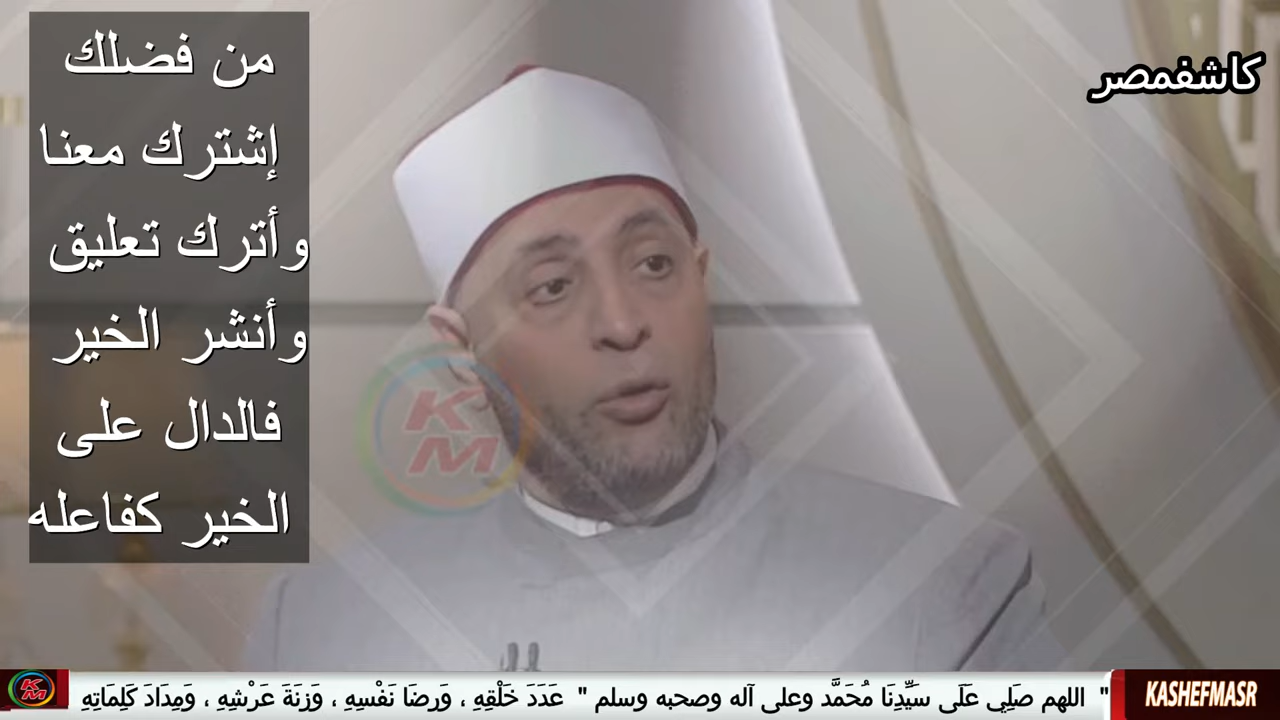 من فضلك
إشترك معنا
وأترك تعليق
وأنشر الخير
فالدال على
الخير كفاعله
كاشفمصر
KM
KM
" اللهم صَلِي عَلَى سَيِّدِنَا مُحَمَّد وعلى آله وصحبه وسلم " عَدَدَ خَلْقِهِ ، وَرِضَا نَفْسِهِ ، وَزِنَةَ عَرْشِهِ ، وَمِدَادَ كَلِمَاتِهِ
KASHEFMASR